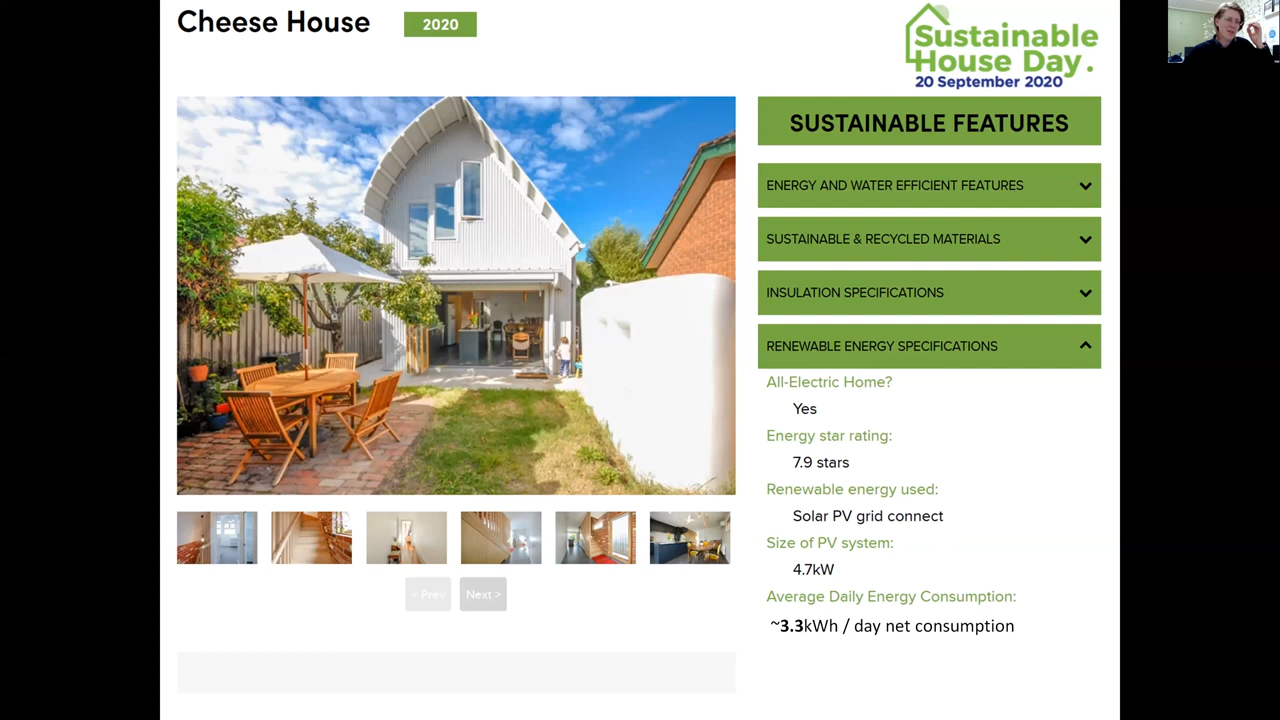 Cheese House
2020
Sustainable
House Day.
20 September 2020
SUSTAINABLE FEATURES
ENERGY AND WATER EFFICIENT FEATURES
SUSTAINABLE & RECYCLED MATERIALS
INSULATION SPECIFICATIONS
RENEWABLE ENERGY SPECIFICATIONS
All-Electric Home?
Yes
Energy star rating:
7.9 stars
Renewable energy used:
Solar PV grid connect
Size of PV system:
4.7kW
Average Daily Energy Consumption:
~3.3kWh / day net consumption
< Prev
Next >